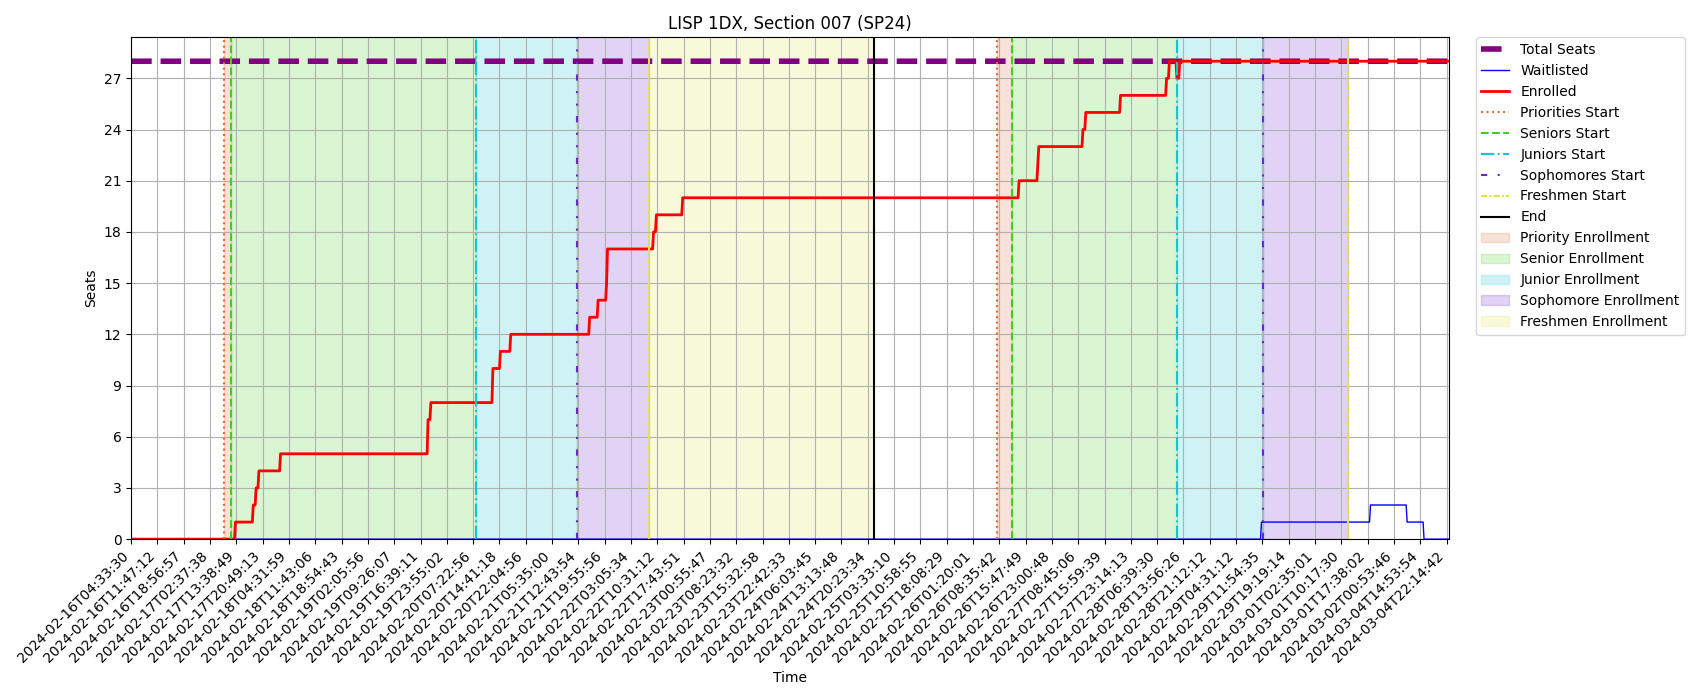 LISP 1DX, Section 007 (SP24)
Total Seats
Waitlisted
Enrolled
Priorities Start
Seniors Start
Juniors Start
Sophomores Start
Freshmen Start
End
Priority Enrollment
Senior Enrollment
Junior Enrollment
Sophomore Enrollment
Freshmen Enrollment
Seats
27
24
21
18
15
12
9
6
3
0
2024-02-16T04:33:30
2024-02-16T11:47:12
2024-02-16T18:56:57
2024-02-17T02:37:38
2024-02-17T13:38:49
2024-02-17T20:49:13
2024-02-18T04:31:59
2024-02-18T11:43:06
2024-02-18T18:54:43
2024-02-19T02:05:56
2024-02-19T09:26:07
2024-02-19T16:39:11
2024-02-19T23:55:02
2024-02-20T07:22:56
2024-02-20T14:41:18
2024-02-20T22:04:56
2024-02-21T05:35:00
2024-02-21T12:43:54
2024-02-21T19:55:56
2024-02-22T03:05:34
2024-02-22T10:31:12
2024-02-22T17:43:51
2024-02-23T00:55:47
2024-02-23T08:23:32
2024-02-23T15:32:58
2024-02-23T22:42:33
2024-02-24T06:03:45
2024-02-24T13:13:48
2024-02-24T20:23:34
2024-02-25T03:33:10
2024-02-25T10:58:55
2024-02-25T18:08:29
2024-02-26T01:20:01
2024-02-26T08:35:42
2024-02-26T15:47:49
2024-02-26T23:00:48
2024-02-27T08:45:06
2024-02-27T15:59:39
2024-02-27T23:14:13
2024-02-28T06:39:30
2024-02-28T13:56:26
2024-02-28T21:12:12
2024-02-29T04:31:12
2024-02-29T11:54:35
2024-02-29T19:19:14
2024-03-01T02:35:01
2024-03-01T10:17:30
2024-03-01T17:38:02
2024-03-02T00:53:46
2024-03-04T14:53:54
2024-03-04T22:14:42
Time